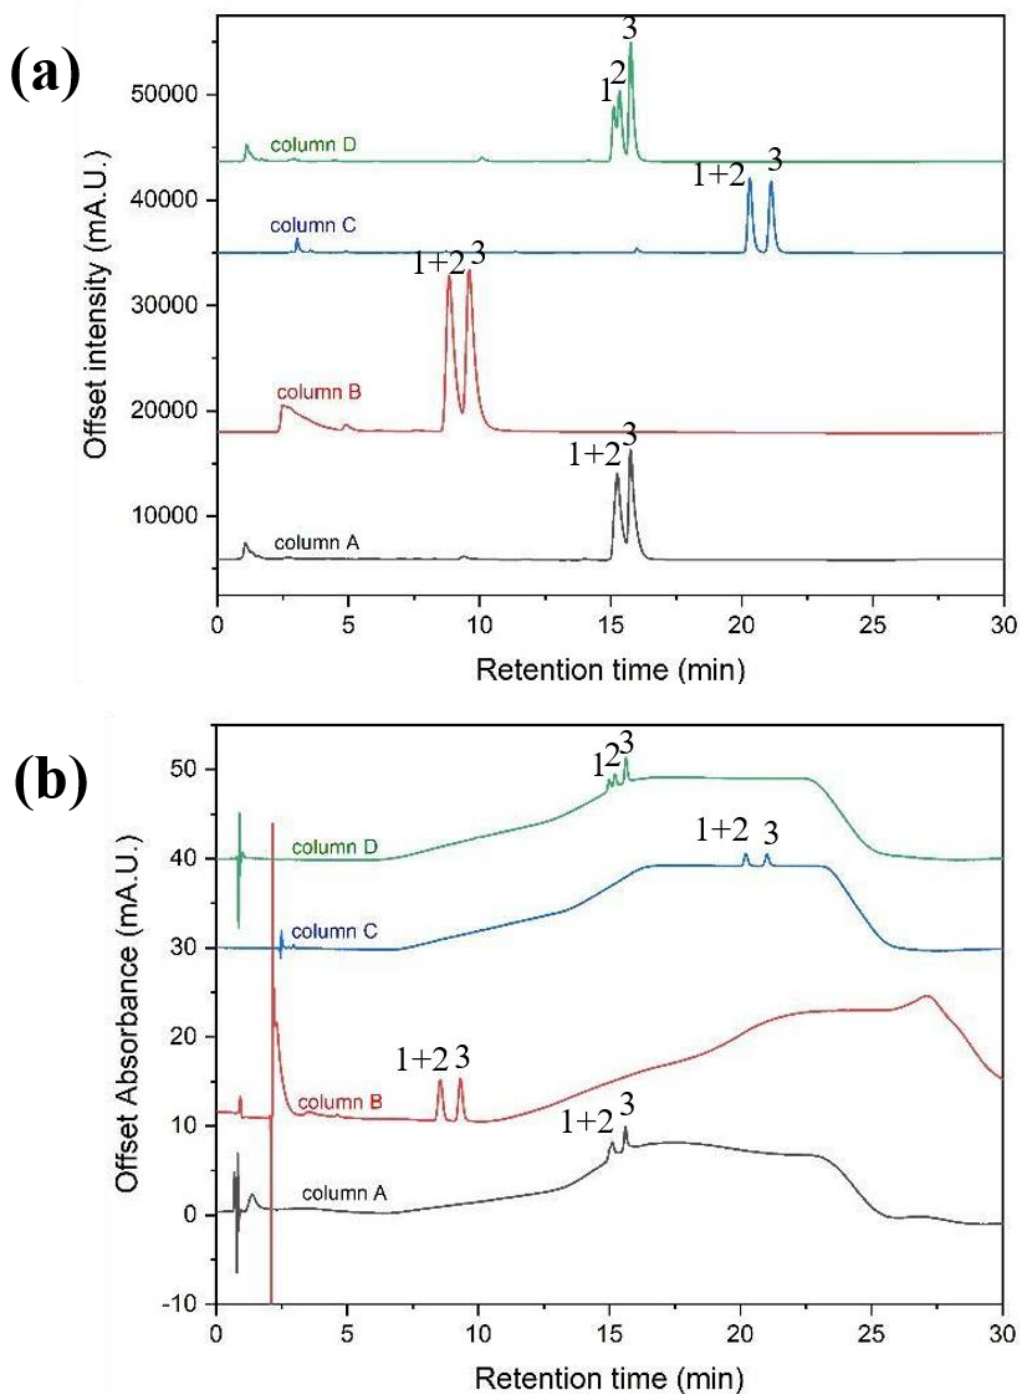 (a)
Offset intensity (mA.U.)
50000
40000
30000
20000
10000
column D
1
2
3
column C
1+2
3
column B
1+2
3
column A
1+2
3
0 5 10 15 20 25 30
Retention time (min)
(b)
Offset Absorbance (mA.U.)
50
40
30
20
10
0
-10
column D
1
2
3
column C
1+2
3
column B
1+2
3
column A
1+2
3
0 5 10 15 20 25 30
Retention time (min)